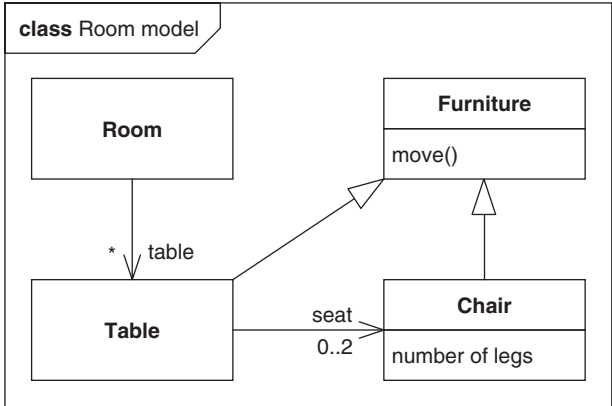 class Room model
Room
Furniture
move()
* table
Table
seat
0..2
Chair
number of legs